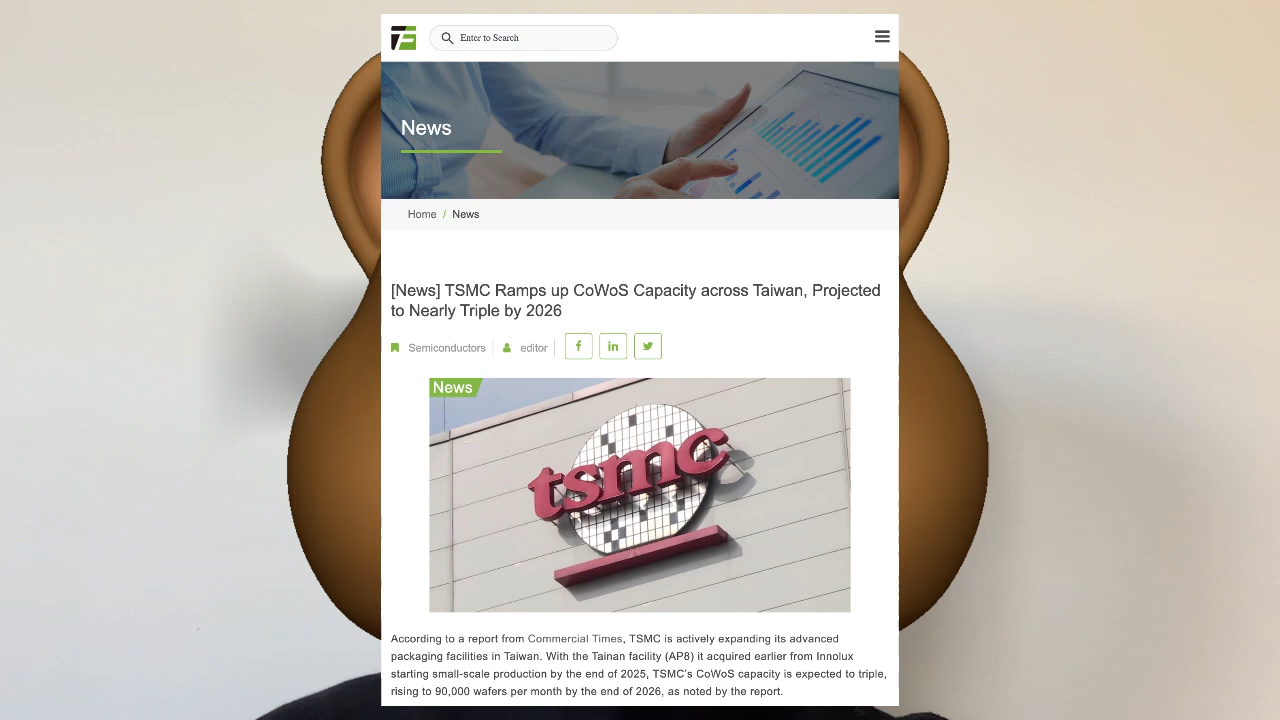 Enter to Search
News
Home / News
[News] TSMC Ramps up CoWoS Capacity across Taiwan, Projected
to Nearly Triple by 2026
Semiconductors
editor
News
tsmc
According to a report from Commercial Times, TSMC is actively expanding its advanced
packaging facilities in Taiwan. With the Tainan facility (AP8) it acquired earlier from Innolux
starting small-scale production by the end of 2025, TSMC's CoWoS capacity is expected to triple,
rising to 90,000 wafers per month by the end of 2026, as noted by the report.